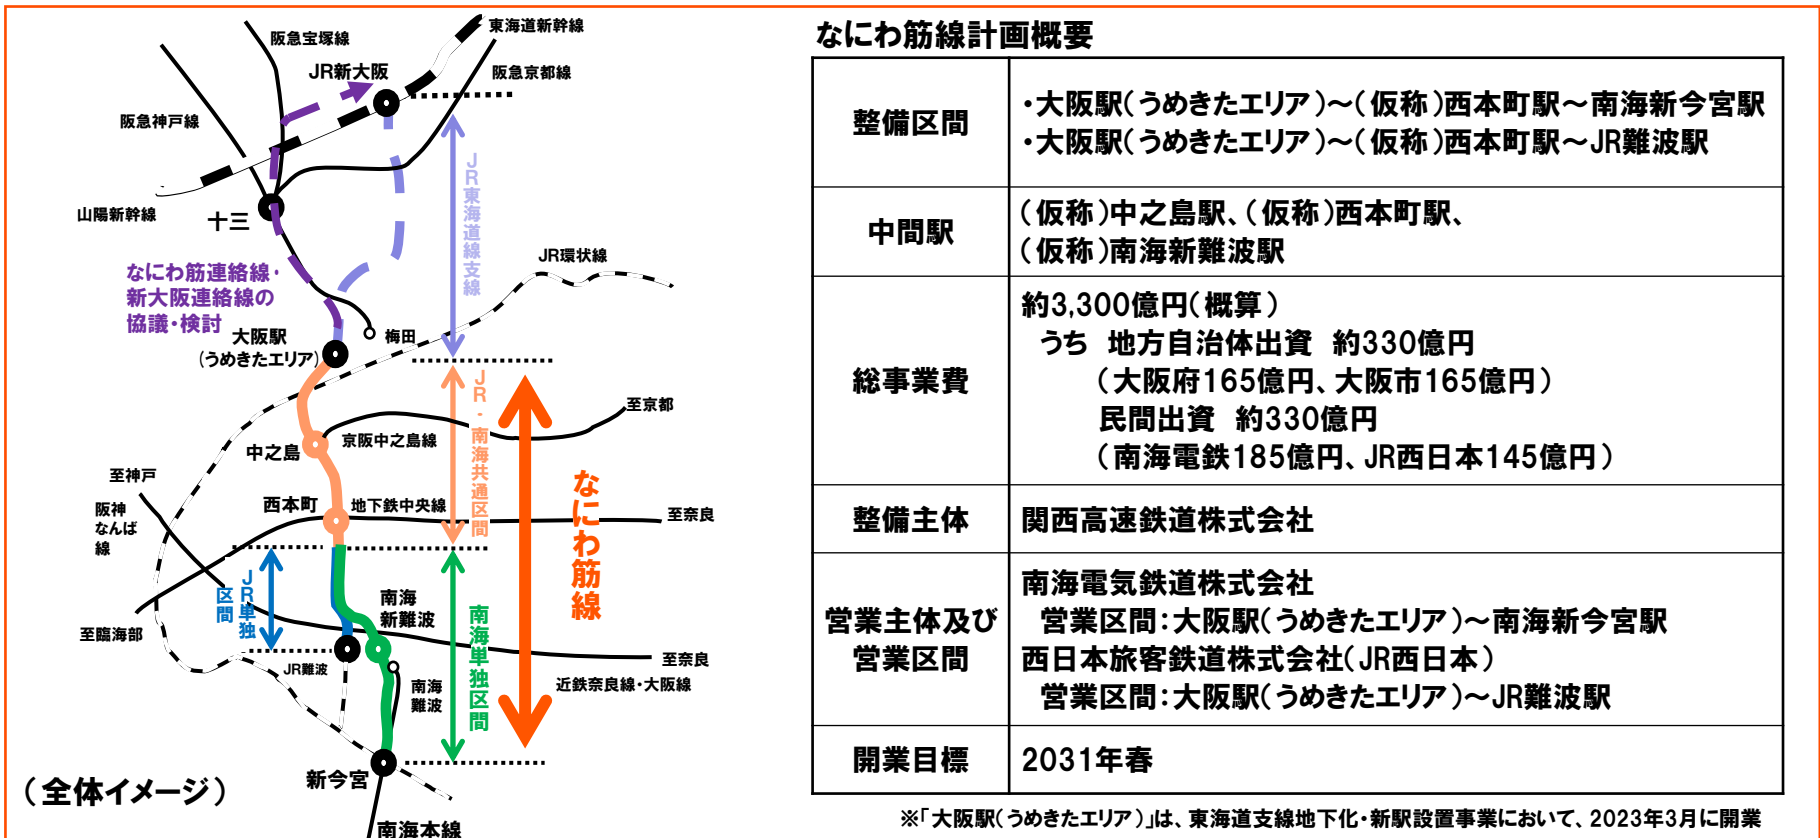 阪急宝塚線
東海道新幹線
JR新大阪
阪急京都線
阪急神戸線
山陽新幹線
十三
JR東海道線支線
なにわ筋連絡線・
新大阪連絡線の
協議・検討
JR環状線
大阪駅
(うめきたエリア)
梅田
JR・南海共通区間
至京都
中之島
京阪中之島線
至神戸
阪神
なんば
線
西本町
地下鉄中央線
至奈良
なにわ筋線
JR単独
区間
南海
新難波
南海単独区間
至臨海部
JR難波
至奈良
南海
難波
近鉄奈良線・大阪線
新今宮
(全体イメージ)
南海本線
なにわ筋線計画概要
整備区間
・大阪駅(うめきたエリア)～(仮称)西本町駅～南海新今宮駅
・大阪駅(うめきたエリア)～(仮称)西本町駅～JR難波駅
中間駅
(仮称)中之島駅、(仮称)西本町駅、
(仮称)南海新難波駅
総事業費
約3,300億円(概算)
うち 地方自治体出資 約330億円
(大阪府165億円、大阪市165億円)
民間出資 約330億円
(南海電鉄185億円、JR西日本145億円)
整備主体
関西高速鉄道株式会社
営業主体及び
営業区間
南海電気鉄道株式会社
営業区間：大阪駅(うめきたエリア)～南海新今宮駅
西日本旅客鉄道株式会社(JR西日本)
営業区間：大阪駅(うめきたエリア)～JR難波駅
開業目標
2031年春
※「大阪駅(うめきたエリア)」は、東海道支線地下化・新駅設置事業において、2023年3月に開業